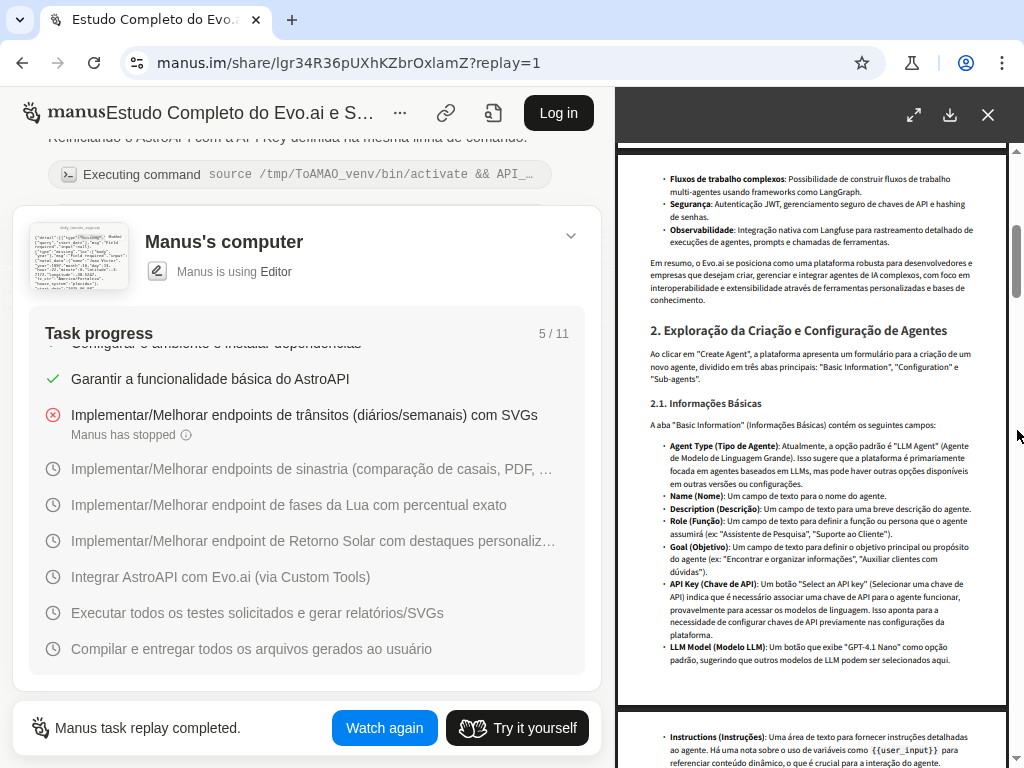 Estudo Completo do Evo.a
manus.im/share/lgr34R36pUXhKZbrOxlamZ?replay=1
manus
Estudo Completo do Evo.ai e S…
Log in
Reiniciando o AstroAPI com a API Key definida na mesma linha de comando.
Executing command source /tmp/ToAMAO_venv/bin/activate && API_…
Manus's computer
Manus is using Editor
Task progress
5 / 11
Configurar o ambiente e instalar dependências
Garantir a funcionalidade básica do AstroAPI
Implementar/Melhorar endpoints de trânsitos (diários/semanais) com SVGs
Manus has stopped
Implementar/Melhorar endpoints de sinastria (comparação de casais, PDF, …
Implementar/Melhorar endpoint de fases da Lua com percentual exato
Implementar/Melhorar endpoint de Retorno Solar com destaques personaliz…
Integrar AstroAPI com Evo.ai (via Custom Tools)
Executar todos os testes solicitados e gerar relatórios/SVGs
Compilar e entregar todos os arquivos gerados ao usuário
Manus task replay completed.
Watch again
Try it yourself
• Fluxos de trabalho complexos: Possibilidade de construir fluxos de trabalho
multi-agentes usando frameworks como LangGraph.
• Segurança: Autenticação JWT, gerenciamento seguro de chaves de API e hashing
de senhas.
• Observabilidade: Integração nativa com Langfuse para rastreamento detalhado de
execuções de agentes, prompts e chamadas de ferramentas.
Em resumo, o Evo.ai se posiciona como uma plataforma robusta para desenvolvedores e
empresas que desejam criar, gerenciar e integrar agentes de IA complexos, com foco em
interoperabilidade e extensibilidade através de ferramentas personalizadas e bases de
conhecimento.
2. Exploração da Criação e Configuração de Agentes
Ao clicar em "Create Agent", a plataforma apresenta um formulário para a criação de um
novo agente, dividido em três abas principais: "Basic Information", "Configuration" e
"Sub-agents".
2.1. Informações Básicas
A aba "Basic Information" (Informações Básicas) contém os seguintes campos:
• Agent Type (Tipo de Agente): Atualmente, a opção padrão é "LLM Agent" (Agente
de Modelo de Linguagem Grande). Isso sugere que a plataforma é primariamente
focada em agentes baseados em LLMs, mas pode haver outras opções disponíveis
em outras versões ou configurações.
• Name (Nome): Um campo de texto para o nome do agente.
• Description (Descrição): Um campo de texto para uma breve descrição do agente.
• Role (Função): Um campo de texto para definir a função ou persona que o agente
assumirá (ex: "Assistente de Pesquisa", "Suporte ao Cliente").
• Goal (Objetivo): Um campo de texto para definir o objetivo principal ou propósito
do agente (ex: "Encontrar e organizar informações", "Auxiliar clientes com
dúvidas").
• API Key (Chave de API): Um botão "Select an API key" (Selecionar uma chave de
API) indica que é necessário associar uma chave de API para o agente funcionar,
provavelmente para acessar os modelos de linguagem. Isso aponta para a
necessidade de configurar chaves de API previamente nas configurações da
plataforma.
• LLM Model (Modelo LLM): Um botão que exibe "GPT-4.1 Nano" como opção
padrão, sugerindo que outros modelos de LLM podem ser selecionados aqui.
• Instructions (Instruções): Uma área de texto para fornecer instruções detalhadas
ao agente. Há uma nota sobre o uso de variáveis como {{user_input}} para
referenciar conteúdo dinâmico, o que é crucial para a interação do agente.